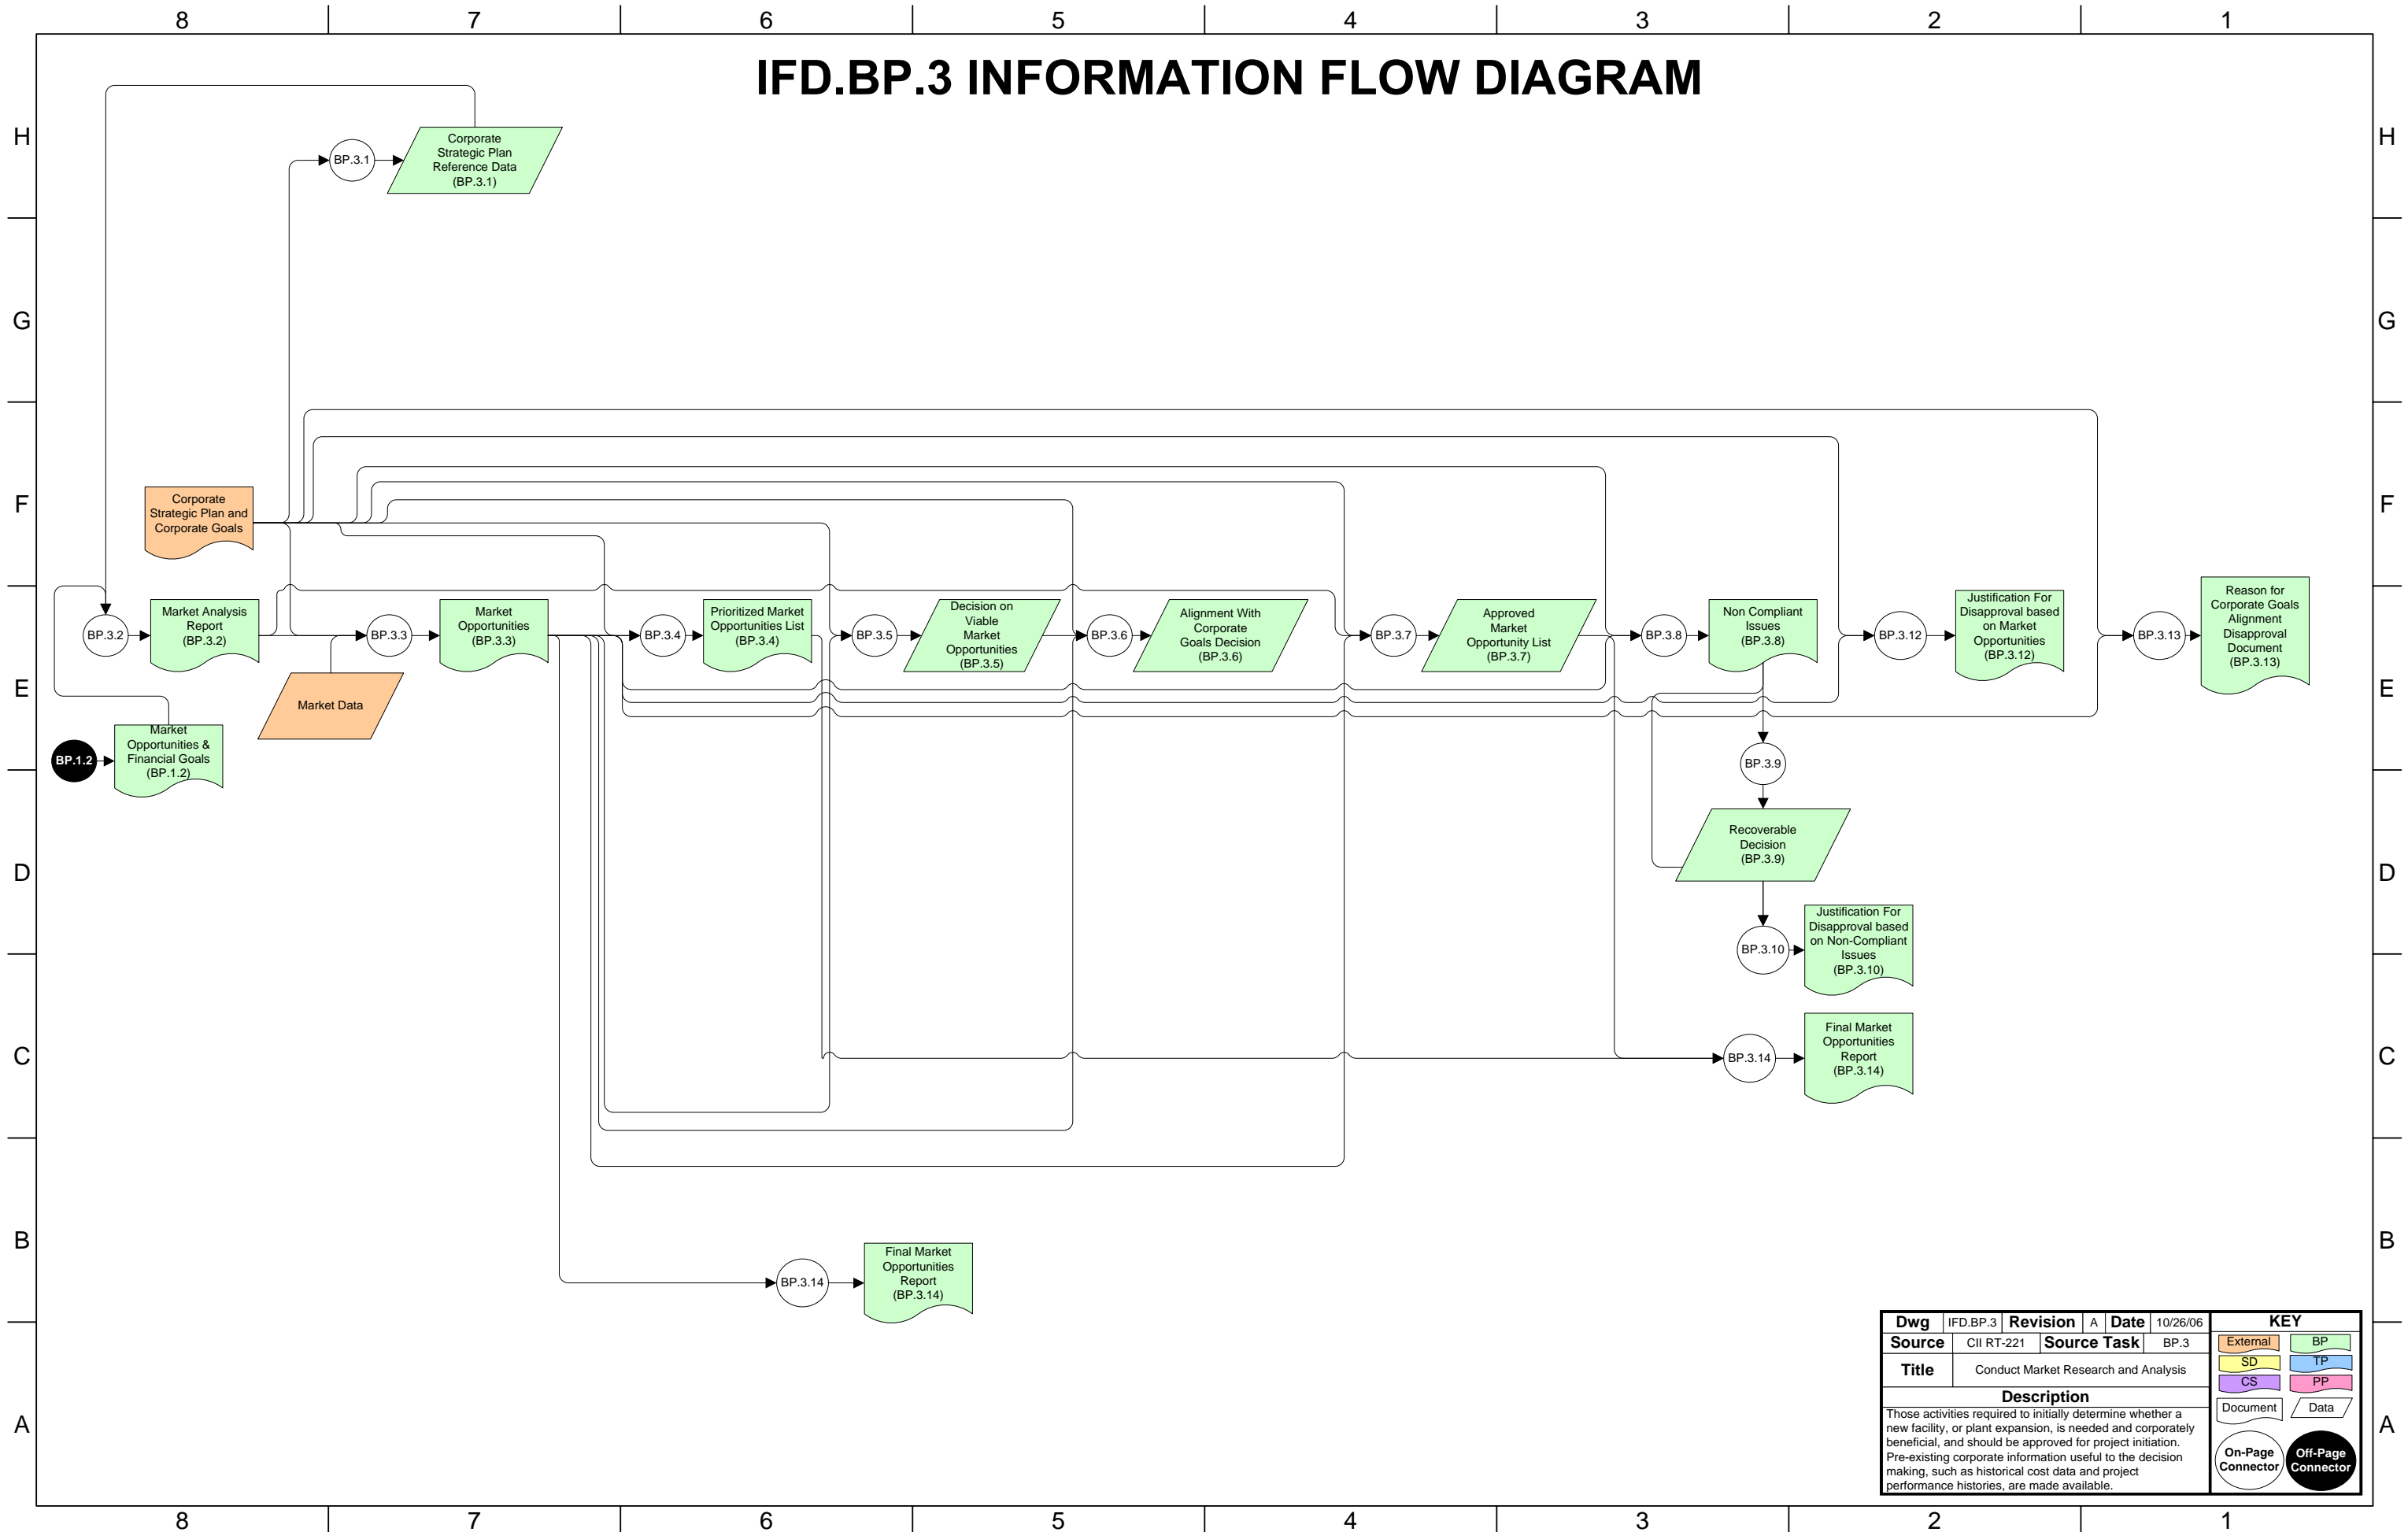 8 7 6 5 4 3 2 1
IFD.BP.3 INFORMATION FLOW DIAGRAM
H
H
BP.3.1
Corporate
Strategic Plan
Reference Data
(BP.3.1)
G
G
F
F
Corporate
Strategic Plan and
Corporate Goals
BP.3.2
Market Analysis
Report
(BP.3.2)
BP.3.3
Market
Opportunities
(BP.3.3)
BP.3.4
Prioritized Market
Opportunities List
(BP.3.4)
BP.3.5
Decision on
Viable
Market
Opportunities
(BP.3.5)
BP.3.6
Alignment With
Corporate
Goals Decision
(BP.3.6)
BP.3.7
Approved
Market
Opportunity List
(BP.3.7)
BP.3.8
Non Compliant
Issues
(BP.3.8)
BP.3.12
Justification For
Disapproval based
on Market
Opportunities
(BP.3.12)
BP.3.13
Reason for
Corporate Goals
Alignment
Disapproval
Document
(BP.3.13)
E
E
Market Data
BP.1.2
Market
Opportunities &
Financial Goals
(BP.1.2)
BP.3.9
Recoverable
Decision
(BP.3.9)
D
D
BP.3.10
Justification For
Disapproval based
on Non-Compliant
Issues
(BP.3.10)
C
C
BP.3.14
Final Market
Opportunities
Report
(BP.3.14)
B
B
BP.3.14
Final Market
Opportunities
Report
(BP.3.14)
A
A
Dwg IFD.BP.3 Revision A Date 10/26/06
Source CII RT-221 Source Task BP.3
Title Conduct Market Research and Analysis
Description
Those activities required to initially determine whether a
new facility, or plant expansion, is needed and corporately
beneficial, and should be approved for project initiation.
Pre-existing corporate information useful to the decision
making, such as historical cost data and project
performance histories, are made available.
KEY
External BP
SD TP
CS PP
Document Data
On-Page
Connector
Off-Page
Connector
8 7 6 5 4 3 2 1